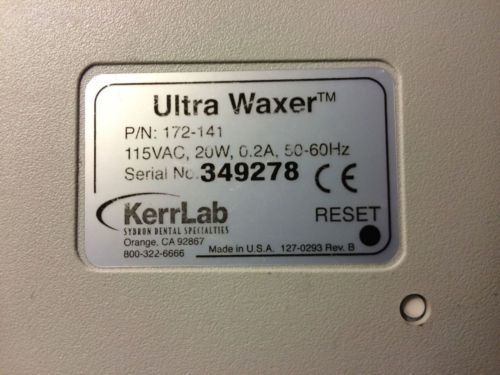 Ultra Waxer™
P/N: 172-141
115VAC, 20W, 0.2A, 50-60Hz
Serial No. 349278 CE
KerrLab
SYBRON DENTAL SPECIALTIES
Orange, CA 92867
800-322-6666
Made in U.S.A. 127-0293 Rev. B
RESET